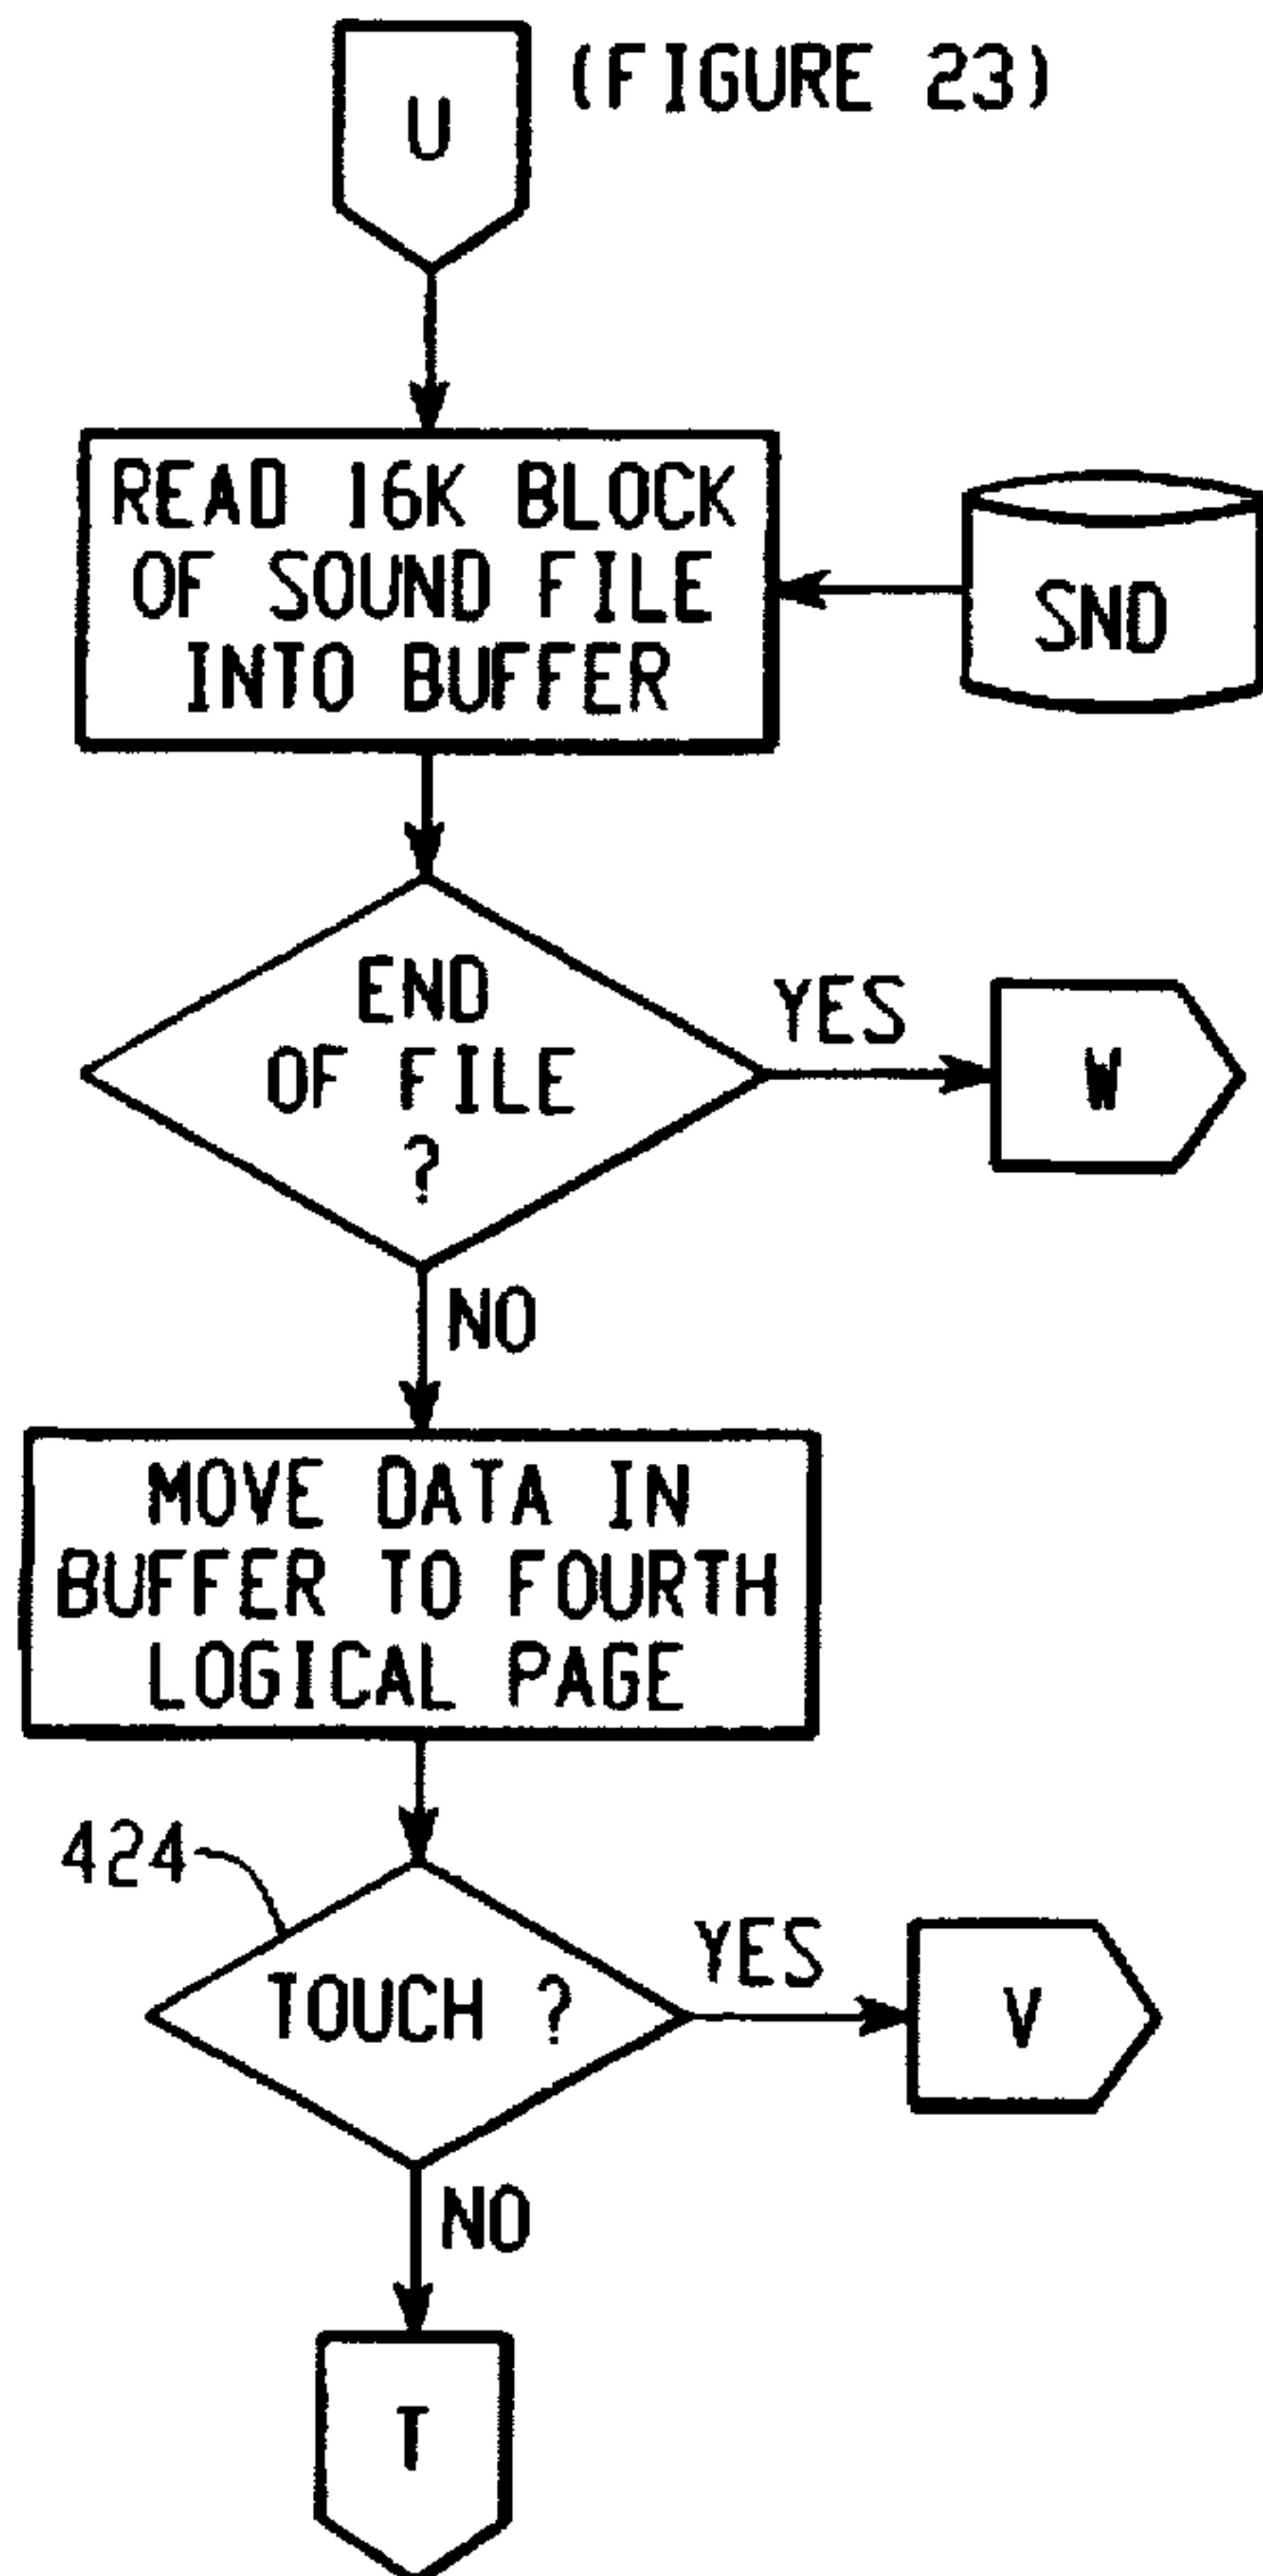 U
(FIGURE 23)
READ 16K BLOCK
OF SOUND FILE
INTO BUFFER
SND
END
OF FILE
?
YES
W
NO
MOVE DATA IN
BUFFER TO FOURTH
LOGICAL PAGE
424
TOUCH ?
YES
V
NO
T